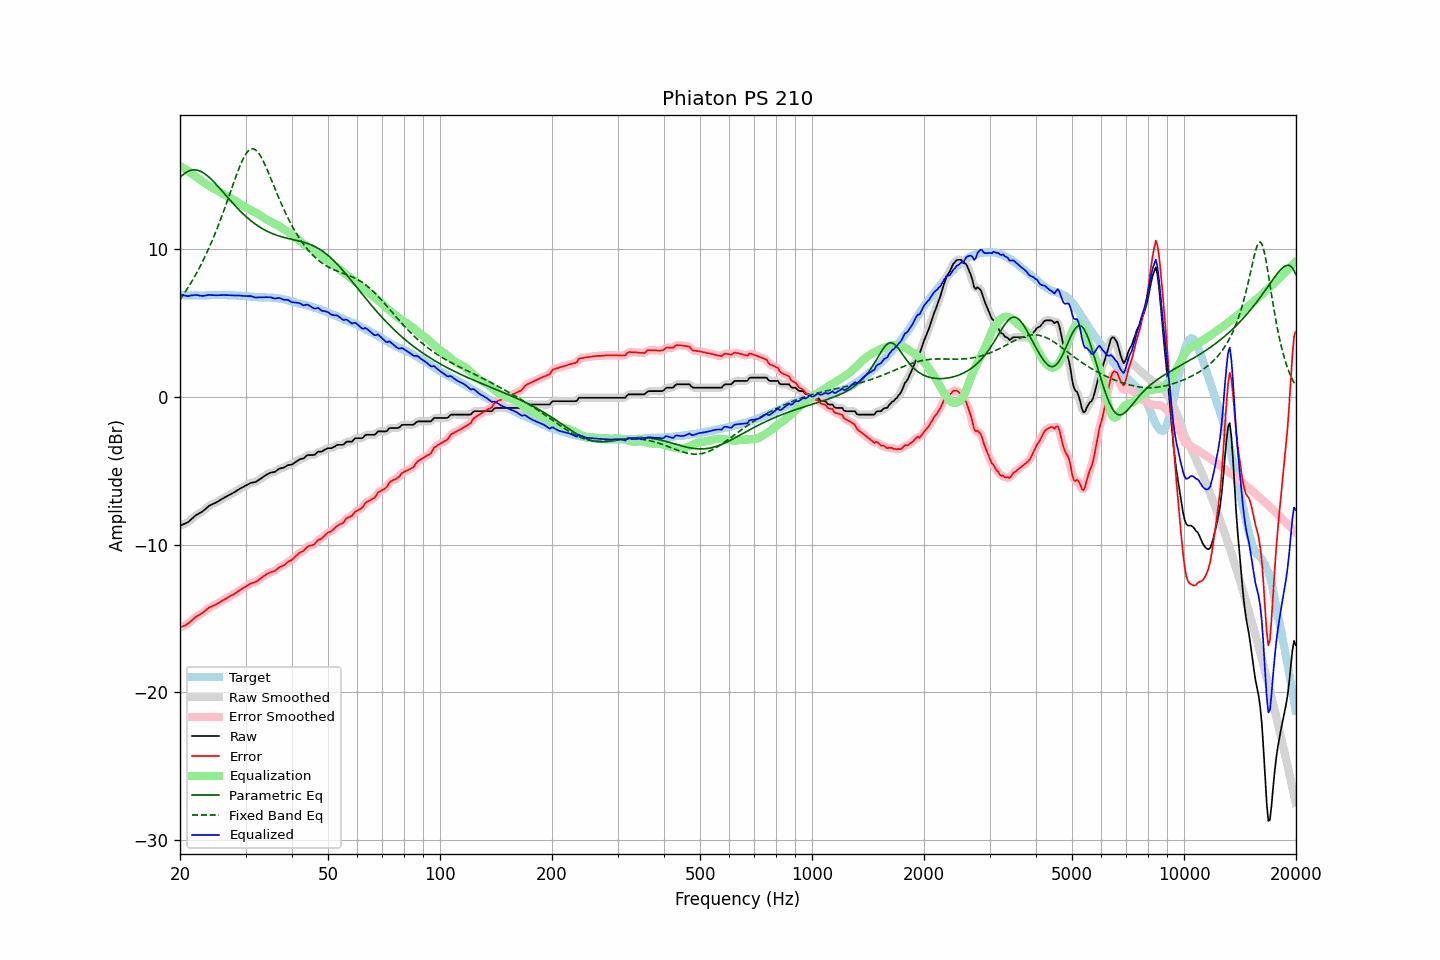 Phiaton PS 210
Amplitude (dBr)
10
0
−10
−20
−30
Target
Raw Smoothed
Error Smoothed
Raw
Error
Equalization
Parametric Eq
Fixed Band Eq
Equalized
20 50 100 200 500 1000 2000 5000 10000 20000
Frequency (Hz)